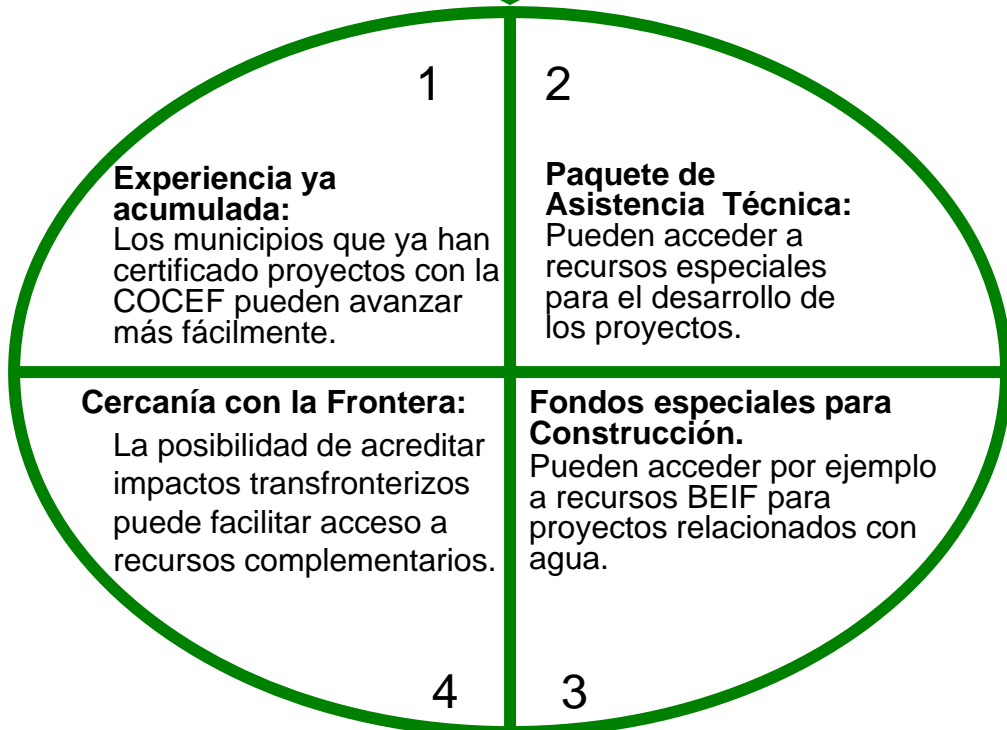 1
Experiencia ya
acumulada:
Los municipios que ya han
certificado proyectos con la
COCEF pueden avanzar
más fácilmente.
2
Paquete de
Asistencia Técnica:
Pueden acceder a
recursos especiales
para el desarrollo de
los proyectos.
Fondos especiales para
Construcción.
Pueden acceder por ejemplo
a recursos BEIF para
proyectos relacionados con
agua.
3
Cercanía con la Frontera:
La posibilidad de acreditar
impactos transfronterizos
puede facilitar acceso a
recursos complementarios.
4